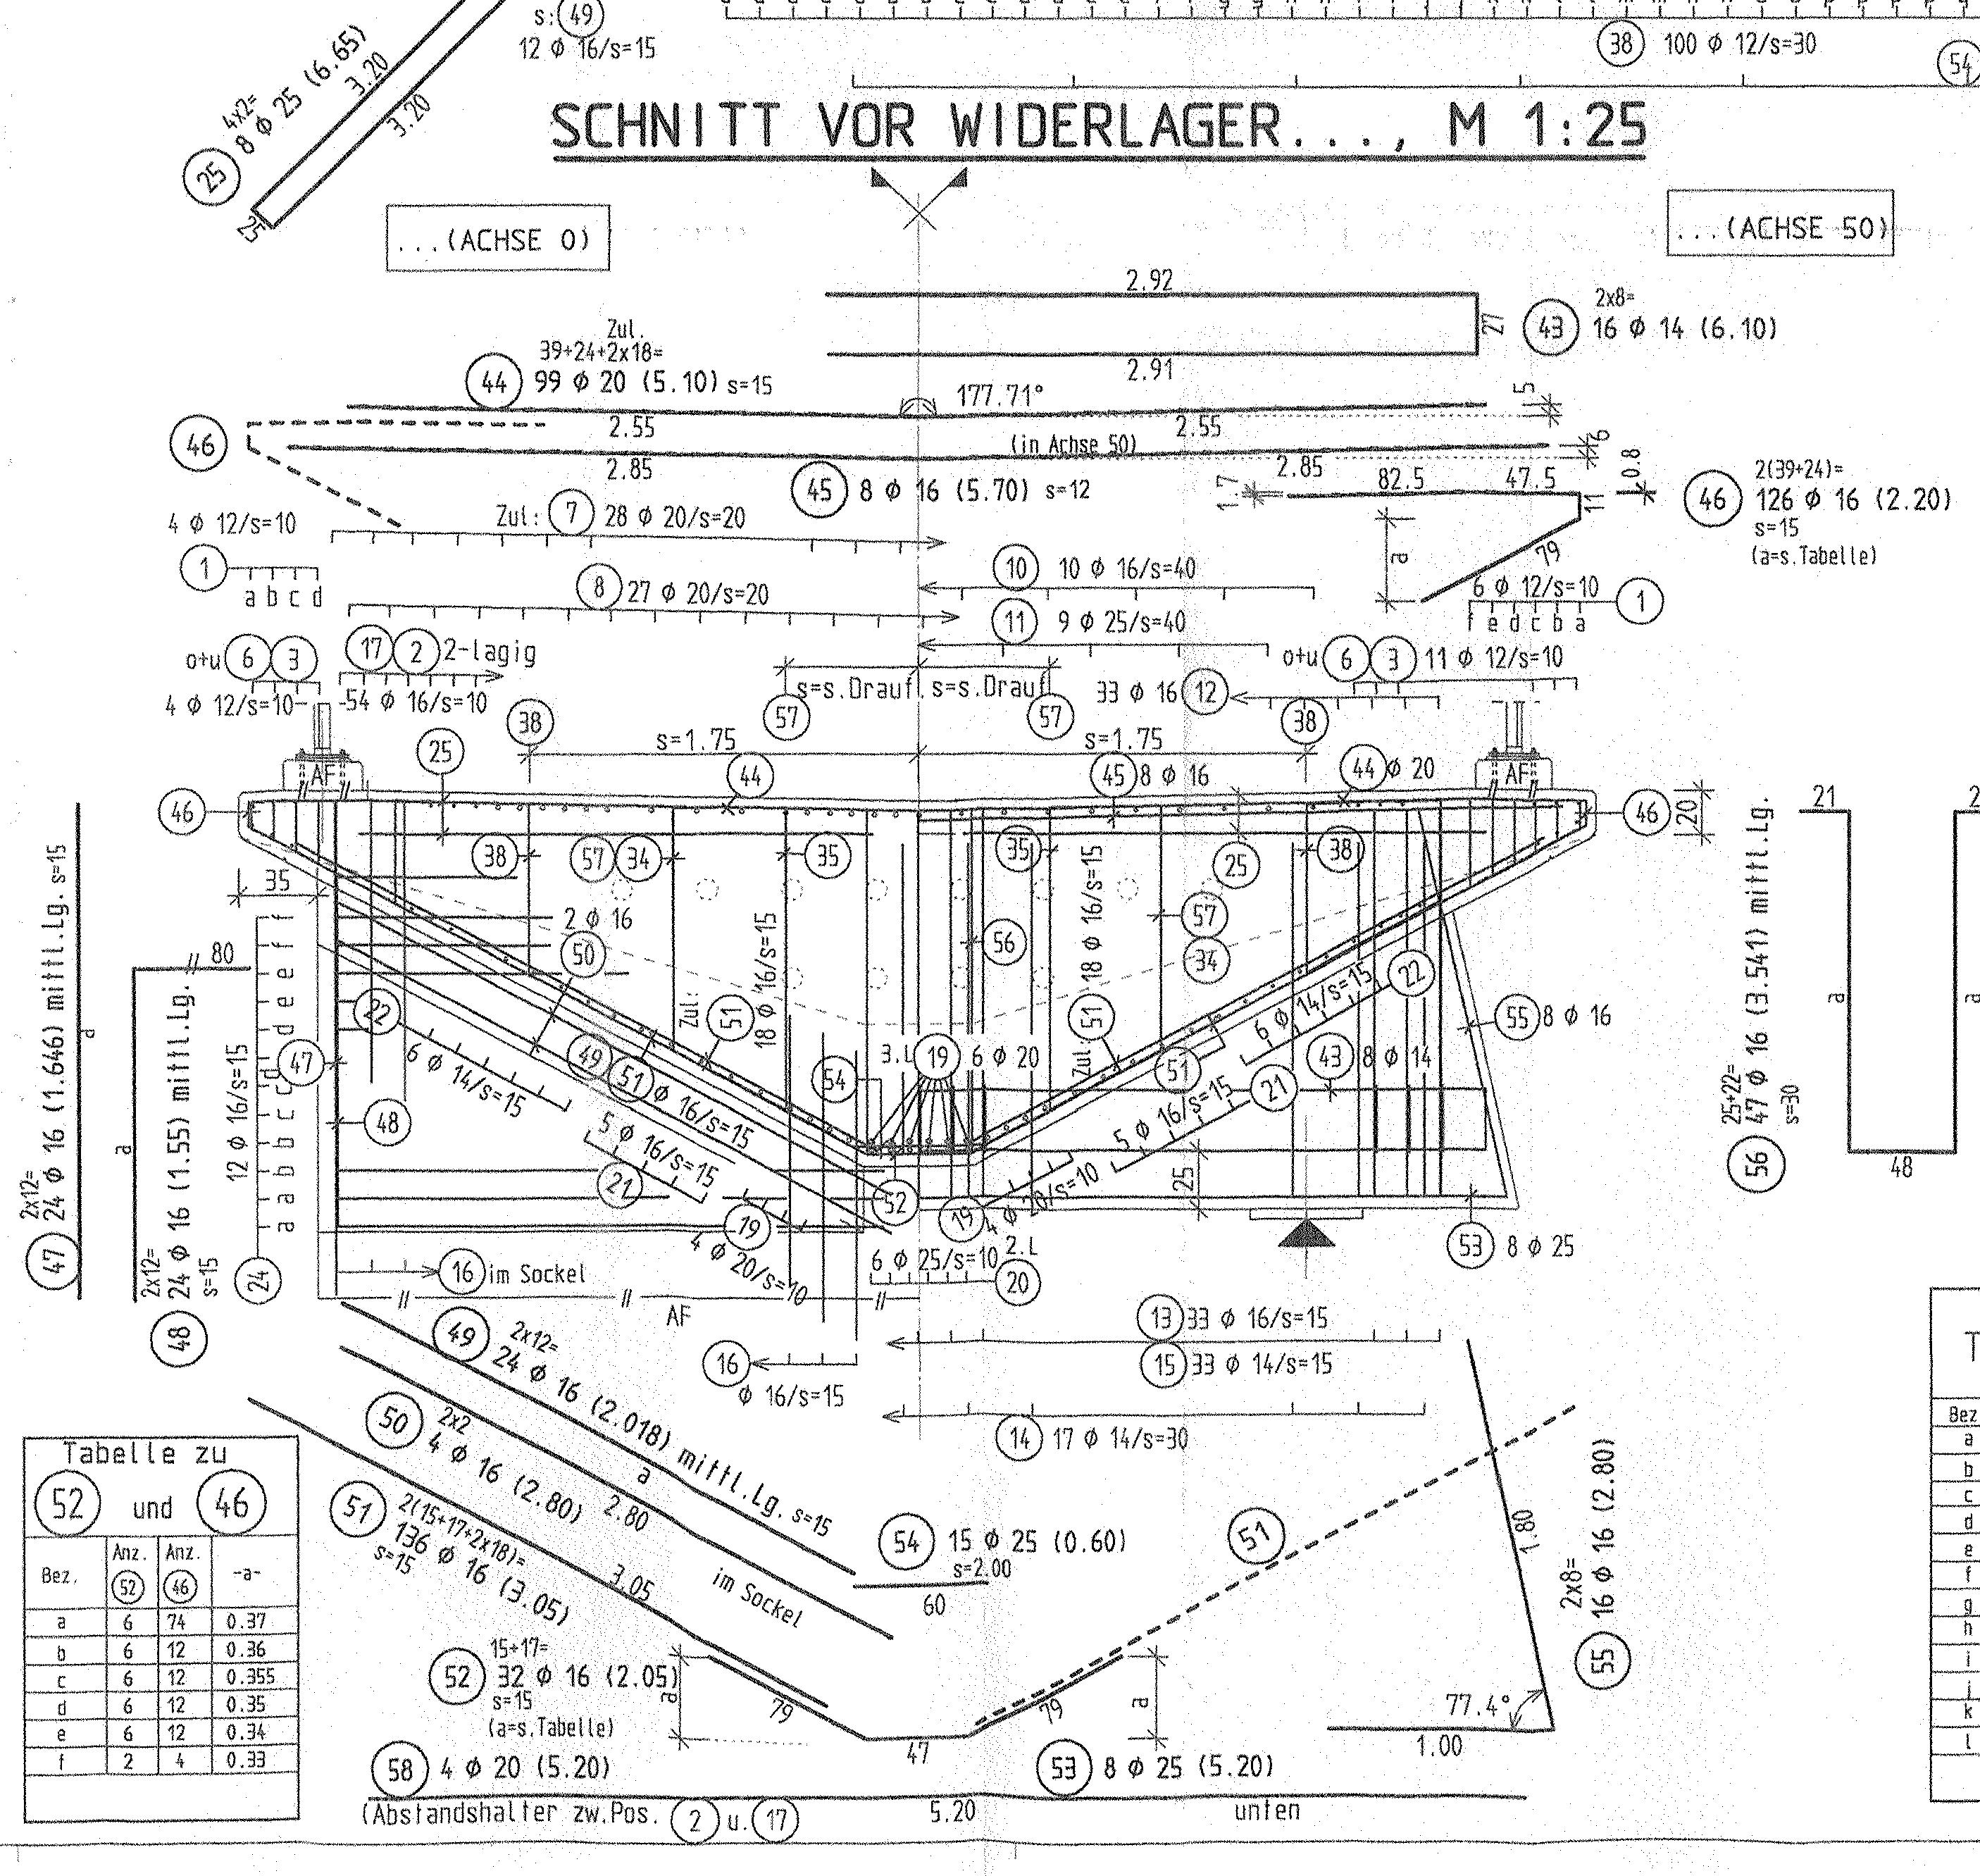 s: 49
12 ϕ 16/s=15
38 100 ϕ 12/s=30
54
4x2=
25 8 ϕ 25 (6.65)
3.20
3.20
25
SCHNITT VOR WIDERLAGER..., M 1:25
...(ACHSE 0)
...(ACHSE 50)
2.92
27
2.91
2x8=
43 16 ϕ 14 (6.10)
Zul.
39+24+2x18=
44 99 ϕ 20 (5.10) s=15
177.71°
5
46
2.55
2.55
(in Achse 50)
6
2.85
2.85
45 8 ϕ 16 (5.70) s=12
82.5
47.5
0.8
1.7
11
79
a
2(39+24)=
46 126 ϕ 16 (2.20)
s=15
(a=s.Tabelle)
4 ϕ 12/s=10
1
a b c d
Zul: 7 28 ϕ 20/s=20
8 27 ϕ 20/s=20
10 10 ϕ 16/s=40
11 9 ϕ 25/s=40
6 ϕ 12/s=10
1
f e d c b a
o+u 6 3
4 ϕ 12/s=10
17 2 2-lagig
54 ϕ 16/s=10
s=s.Drauf.
s=s.Drauf
57
57
33 ϕ 16 12
o+u 6 3 11 ϕ 12/s=10
38
38
s=1.75
s=1.75
25
44
45 8 ϕ 16
44 ϕ 20
AF
AF
46
46
20
38
57 34
35
35
25
38
35
2 ϕ 16
50
56
57
34
Zul: 18 ϕ 16/s=15
Zul: 18 ϕ 16/s=15
51
51
22
6 ϕ 14/s=15
22
6 ϕ 14/s=15
49
51 ϕ 16/s=15
54
3.L 19 6 ϕ 20
51
43 8 ϕ 14
55 8 ϕ 16
47
48
5 ϕ 16/s=15
21
5 ϕ 16/s=15
21
25
52
19
4 ϕ 20/s=10
19
4 ϕ 20/s=10
6 ϕ 25/s=10 2.L
20
53 8 ϕ 25
f
f
e
e
d
d
c
c
b
b
a
a
12 ϕ 16/s=15
24
2x12=
47 24 ϕ 16 (1.646) mittl.Lg. s=15
a
2x12=
48 24 ϕ 16 (1.55) mittl.Lg.
s=15
a
80
21
a
48
25+22=
56 47 ϕ 16 (3.541) mittl.Lg.
s=30
16 im Sockel
AF
16
ϕ 16/s=15
13 33 ϕ 16/s=15
15 33 ϕ 14/s=15
14 17 ϕ 14/s=30
2x12=
49 24 ϕ 16 (2.018) mittl.Lg. s=15
a
2x2
50 4 ϕ 16 (2.80)
2.80
im Sockel
2(15+17+2x18)=
51 136 ϕ 16 (3.05)
s=15
3.05
54 15 ϕ 25 (0.60)
s=2.00
60
51
15+17=
52 32 ϕ 16 (2.05)
s=15
(a=s.Tabelle)
a
79
47
79
a
2x8=
55 16 ϕ 16 (2.80)
1.80
77.4°
1.00
58 4 ϕ 20 (5.20)
(Abstandshalter zw.Pos. 2 u. 17
53 8 ϕ 25 (5.20)
5.20
unten
Tabelle zu
52 und 46
Bez. Anz. 52 Anz. 46 -a-
a 6 74 0.37
b 6 12 0.36
c 6 12 0.355
d 6 12 0.35
e 6 12 0.34
f 2 4 0.33
T
Bez
a
b
c
d
e
f
g
h
i
j
k
l